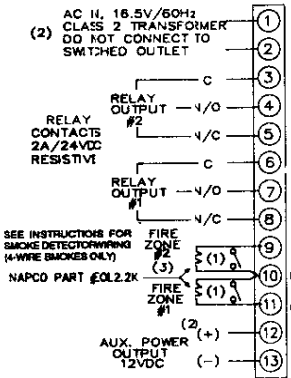 AC IN, 16.5V/60Hz
(2) CLASS 2 TRANSFORMER
DO NOT CONNECT TO
SWITCHED OUTLET
1
2
3
4
5
6
7
8
9
10
11
12
13
C
RELAY
OUTPUT
#2
N/O
N/C
RELAY
CONTACTS
2A/24VDC
RESISTIVE
C
RELAY
OUTPUT
#1
N/O
N/C
SEE INSTRUCTIONS FOR
SMOKE DETECTOR WIRING
(4-WIRE SMOKES ONLY)
FIRE
ZONE
#2
(1)
(3)
NAPCO PART #EOL2.2K
FIRE
ZONE
#1
(1)
(2)
AUX. POWER
OUTPUT
12VDC
(+)
(-)